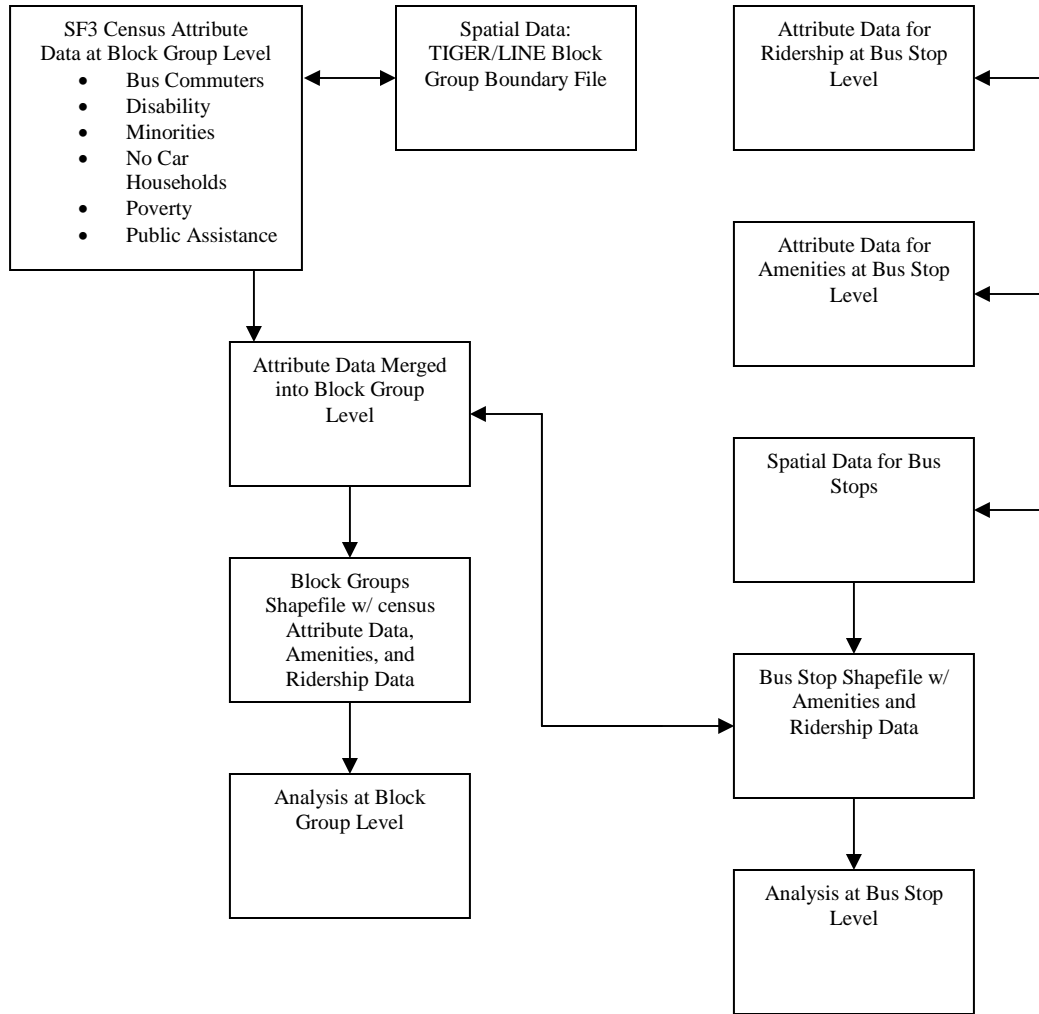 SF3 Census Attribute
Data at Block Group Level
• Bus Commuters
• Disability
• Minorities
• No Car
Households
• Poverty
• Public Assistance
Spatial Data:
TIGER/LINE Block
Group Boundary File
Attribute Data for
Ridership at Bus Stop
Level
Attribute Data for
Amenities at Bus Stop
Level
Attribute Data Merged
into Block Group
Level
Spatial Data for Bus
Stops
Block Groups
Shapefile w/ census
Attribute Data,
Amenities, and
Ridership Data
Bus Stop Shapefile w/
Amenities and
Ridership Data
Analysis at Block
Group Level
Analysis at Bus Stop
Level